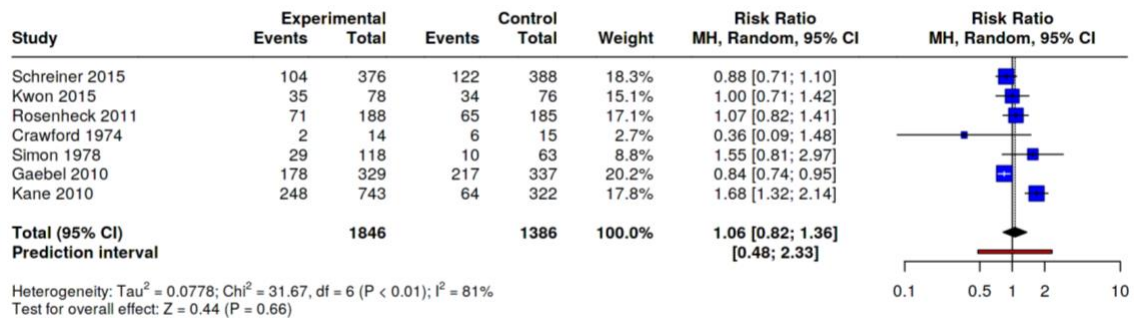 Experimental Control Risk Ratio Risk Ratio
Study Events Total Events Total Weight MH, Random, 95% CI MH, Random, 95% CI
Schreiner 2015 104 376 122 388 18.3% 0.88 [0.71; 1.10]
Kwon 2015 35 78 34 76 15.1% 1.00 [0.71; 1.42]
Rosenheck 2011 71 188 65 185 17.1% 1.07 [0.82; 1.41]
Crawford 1974 2 14 6 15 2.7% 0.36 [0.09; 1.48]
Simon 1978 29 118 10 63 8.8% 1.55 [0.81; 2.97]
Gaebel 2010 178 329 217 337 20.2% 0.84 [0.74; 0.95]
Kane 2010 248 743 64 322 17.8% 1.68 [1.32; 2.14]
Total (95% CI) 1846 1386 100.0% 1.06 [0.82; 1.36]
Prediction interval [0.48; 2.33]
0.1 0.5 1 2 10
Heterogeneity: Tau² = 0.0778; Chi² = 31.67, df = 6 (P < 0.01); I² = 81%
Test for overall effect: Z = 0.44 (P = 0.66)